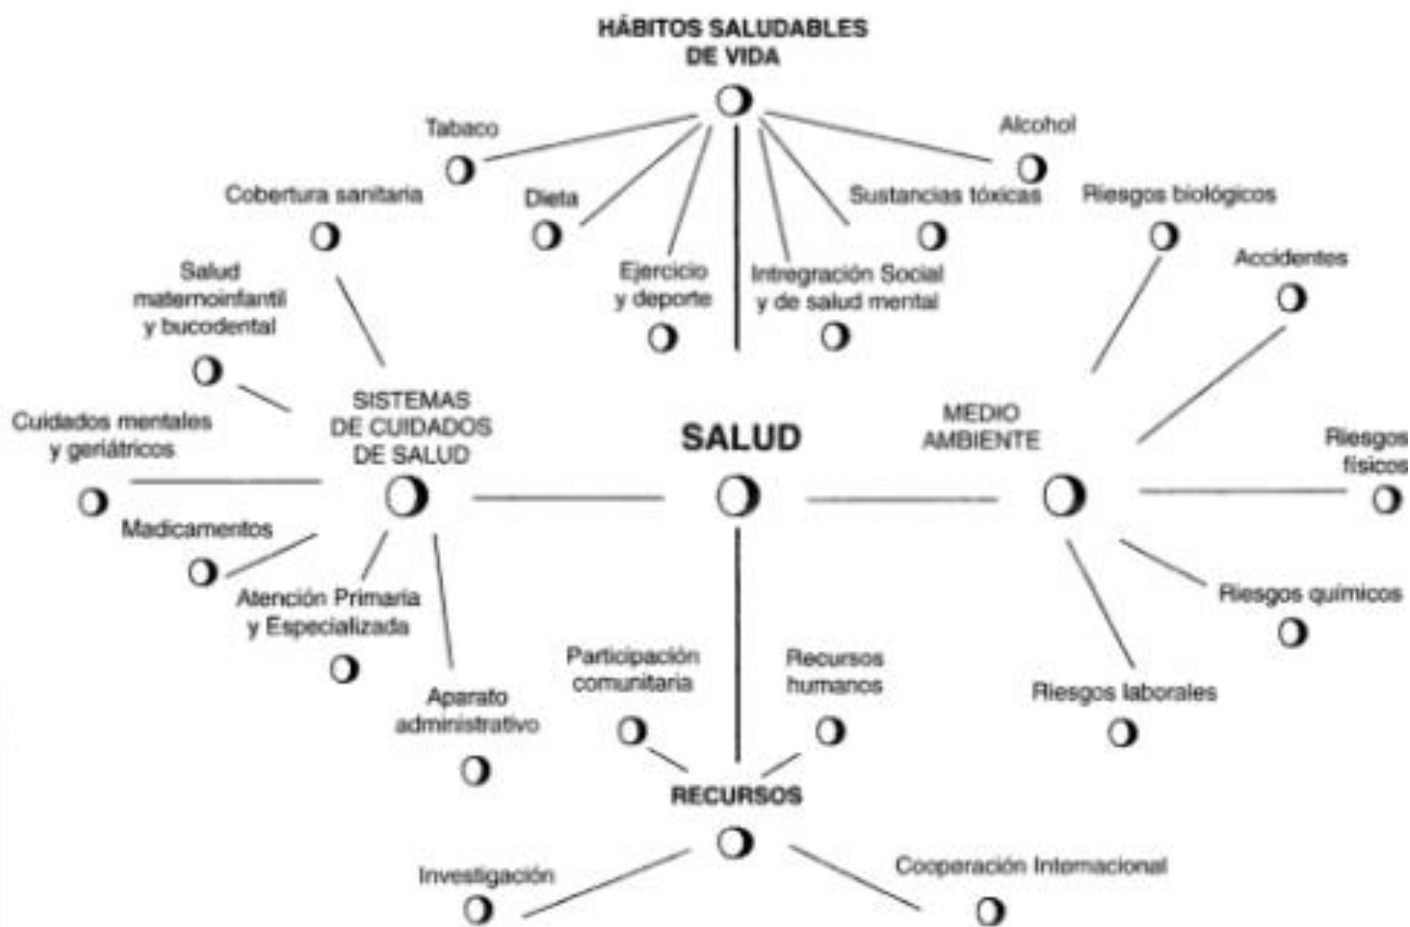 HÁBITOS SALUDABLES
DE VIDA
Tabaco
Alcohol
Cobertura sanitaria
Dieta
Sustancias tóxicas
Riesgos biológicos
Salud
maternoinfantil
y bucodental
Ejercicio
y deporte
Intregración Social
y de salud mental
Accidentes
Cuidados mentales
y geriátricos
SISTEMAS
DE CUIDADOS
DE SALUD
SALUD
MEDIO
AMBIENTE
Riesgos
físicos
Madicamentos
Atención Primaria
y Especializada
Riesgos químicos
Aparato
administrativo
Participación
comunitaria
Recursos
humanos
Riesgos laborales
RECURSOS
Investigación
Cooperación Internacional